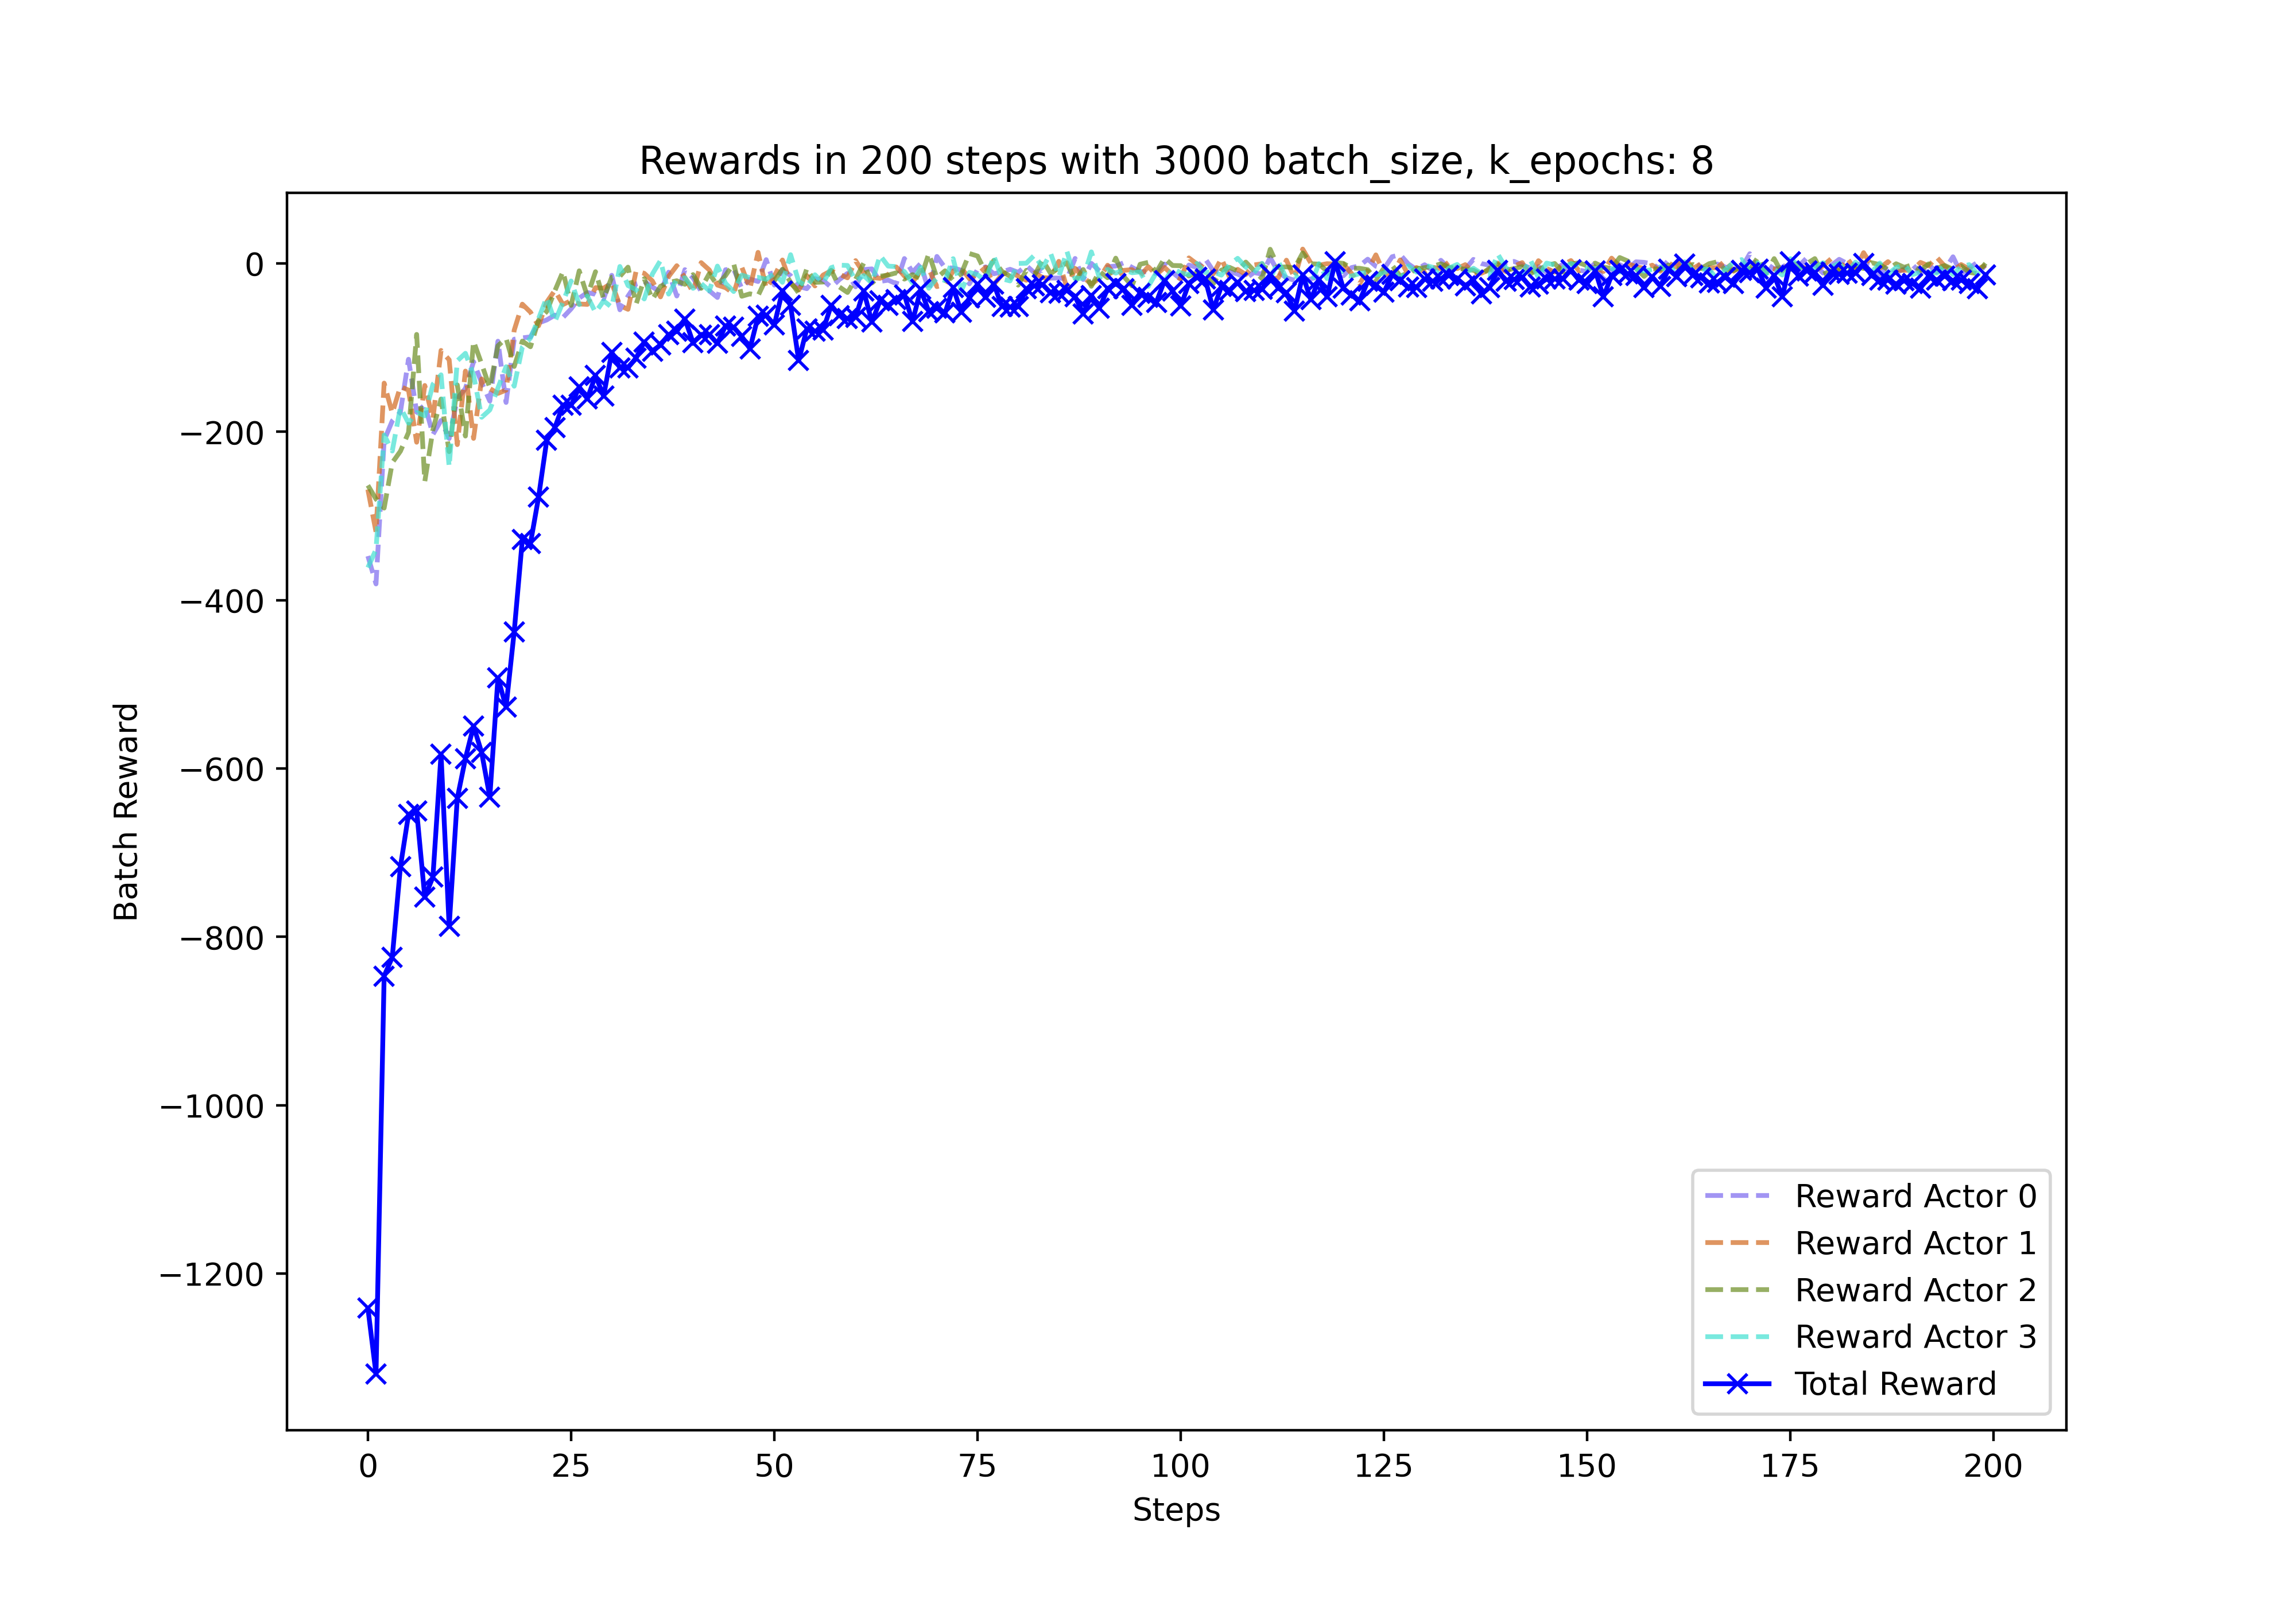 Rewards in 200 steps with 3000 batch_size, k_epochs: 8
0
−200
−400
−600
−800
−1000
−1200
Batch Reward
0 25 50 75 100 125 150 175 200
Steps
Reward Actor 0
Reward Actor 1
Reward Actor 2
Reward Actor 3
Total Reward